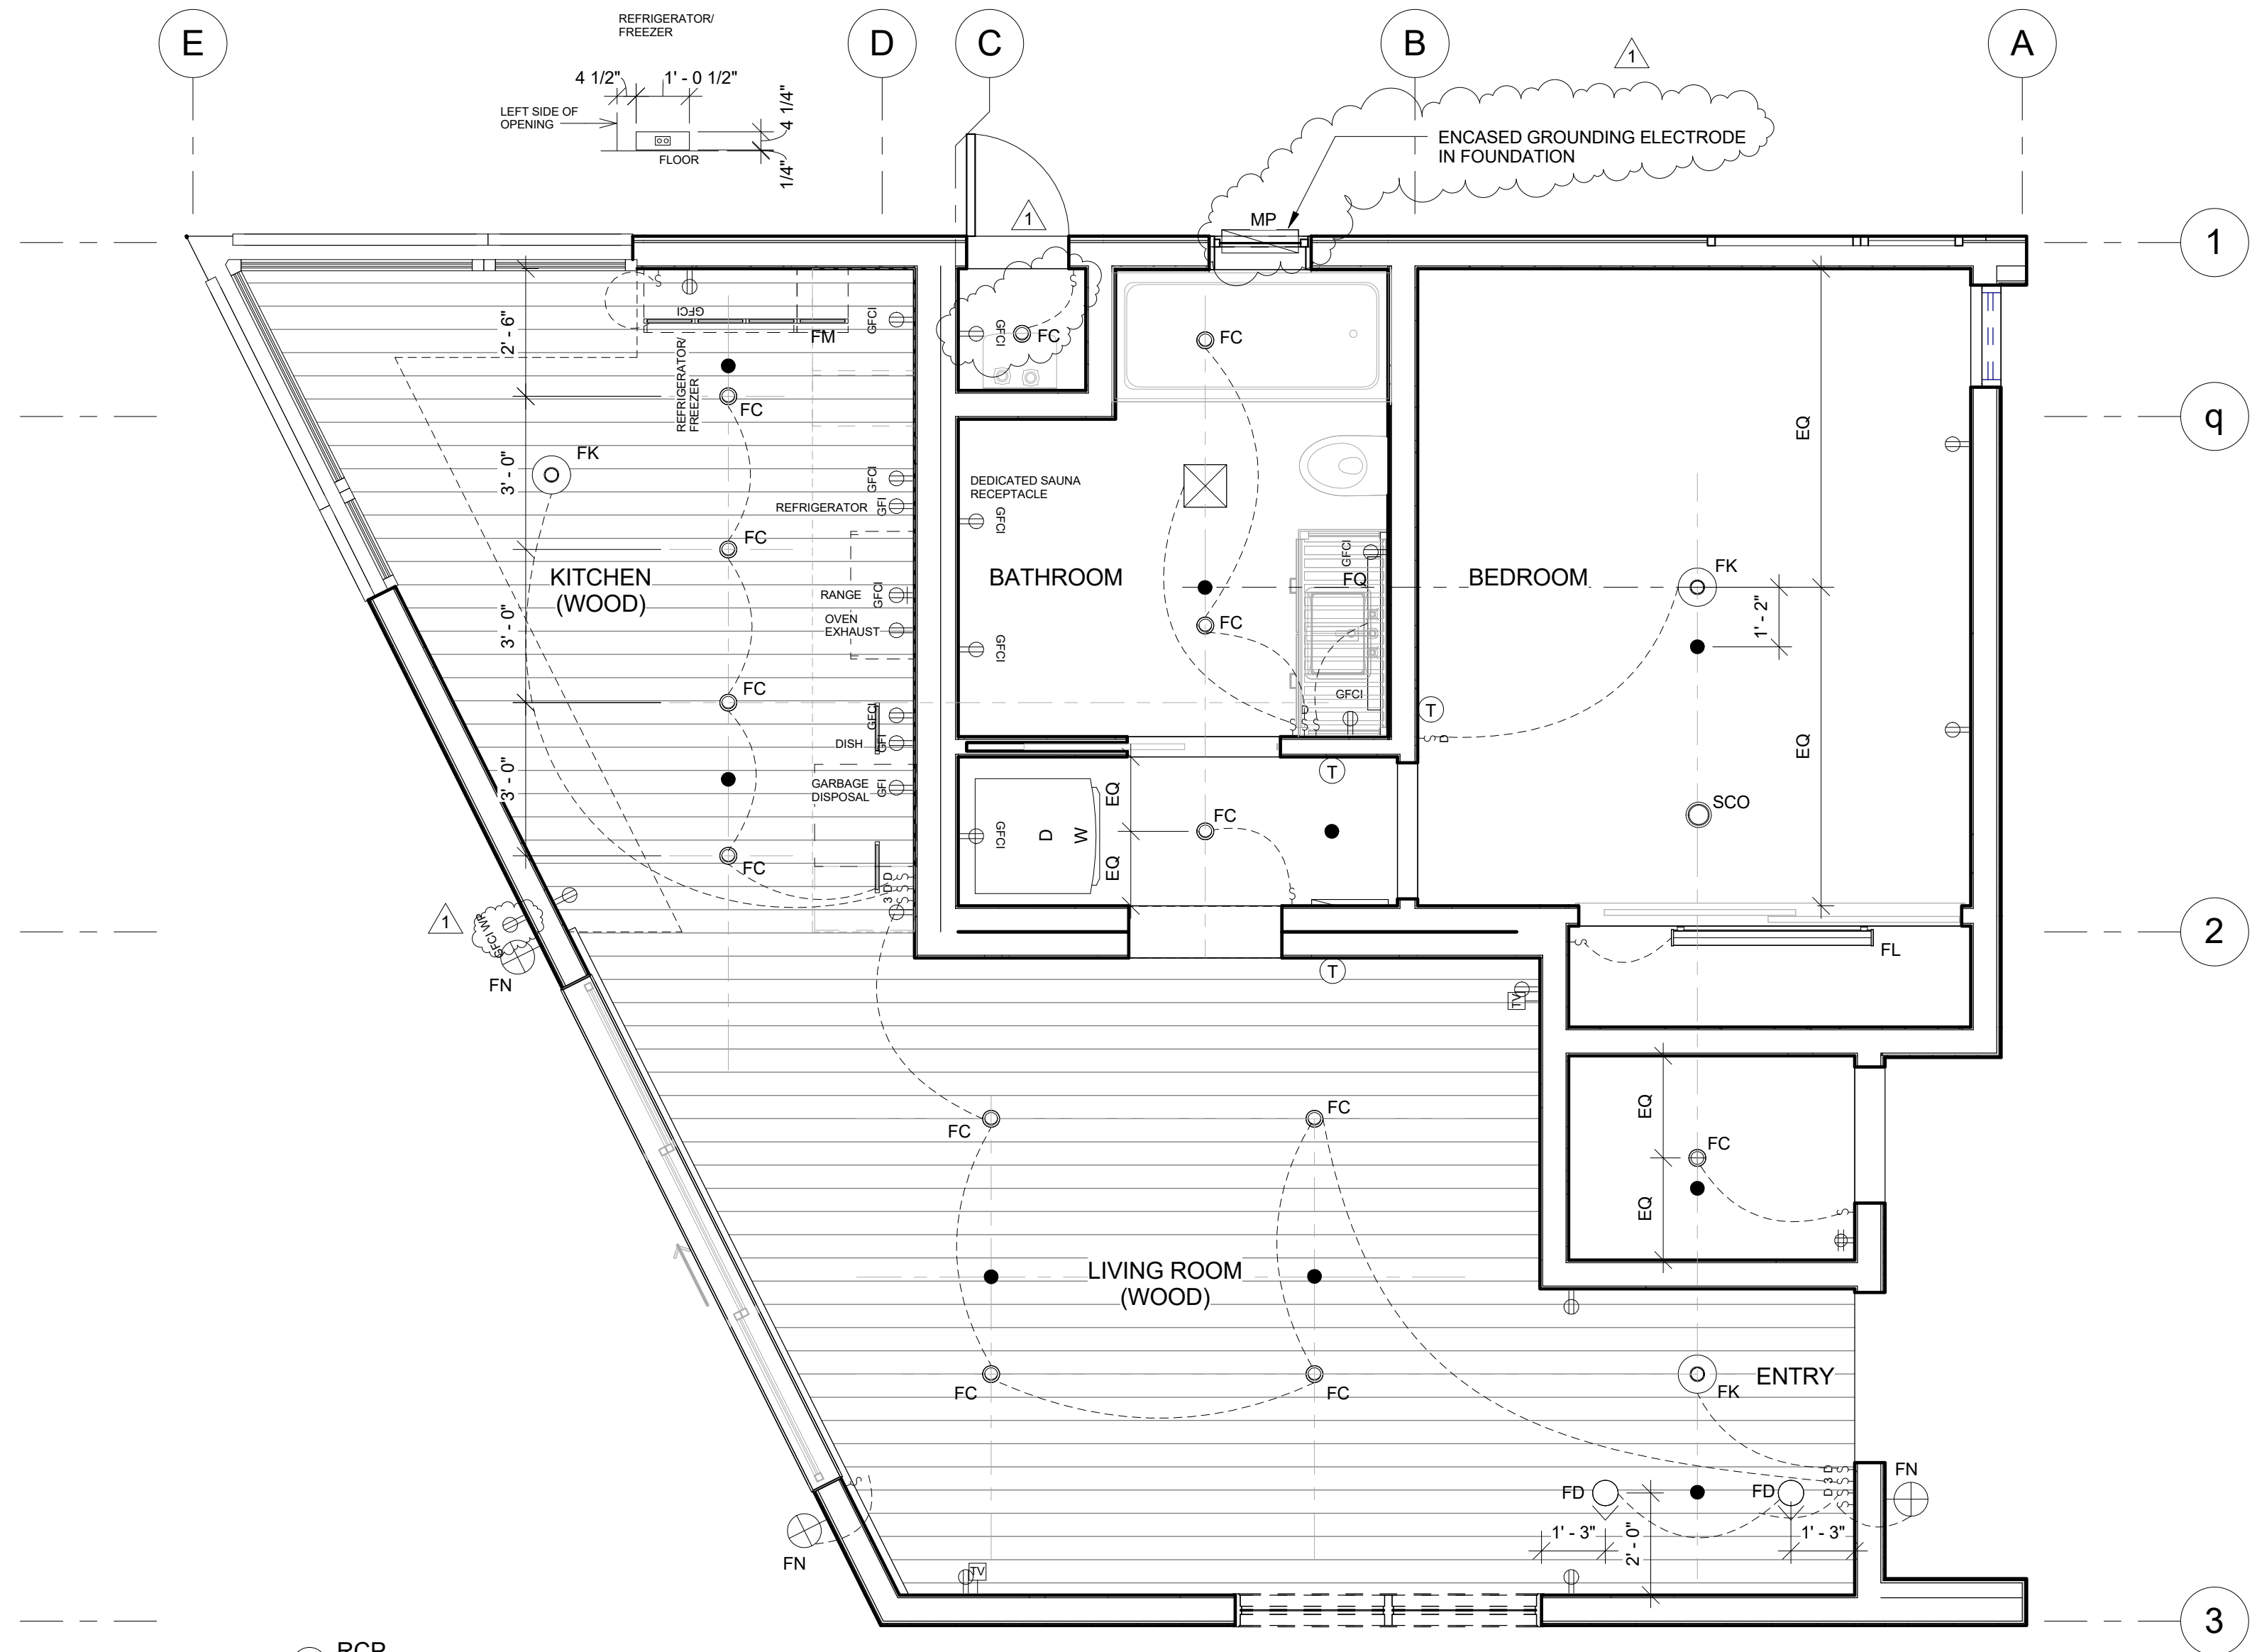 REFRIGERATOR/
FREEZER
E
D
C
B
A
1
4 1/2"
1' - 0 1/2"
4 1/4"
LEFT SIDE OF
OPENING
FLOOR
1/4"
ENCASED GROUNDING ELECTRODE
IN FOUNDATION
1
MP
1
S
GFCI
FM
GFCI
GFCI
S
FC
FC
2' - 6"
REFRIGERATOR/
FREEZER
FC
q
EQ
FK
3' - 0"
GFCI
REFRIGERATOR
GFI
DEDICATED SAUNA
RECEPTACLE
GFCI
FC
KITCHEN
(WOOD)
BATHROOM
GFCI
FQ
BEDROOM
FK
1' - 2"
RANGE
GFCI
OVEN
EXHAUST
FC
3' - 0"
GFCI
FC
GFCI
GFCI
D
S S S
T
S D
DISH
GFI
T
EQ
3' - 0"
GARBAGE
DISPOSAL
GFI
EQ
SCO
GFCI
D
W
FC
EQ
FC
S
3 D D
S S S
1
GFCI WP
2
FN
T
S
FL
TV
FC
FC
EQ
FC
EQ
S
LIVING ROOM
(WOOD)
FC
FC
FK
ENTRY
S
D 3 D
S S S S
FN
FD
FD
1' - 3"
2' - 0"
1' - 3"
FN
TV
3
RCP